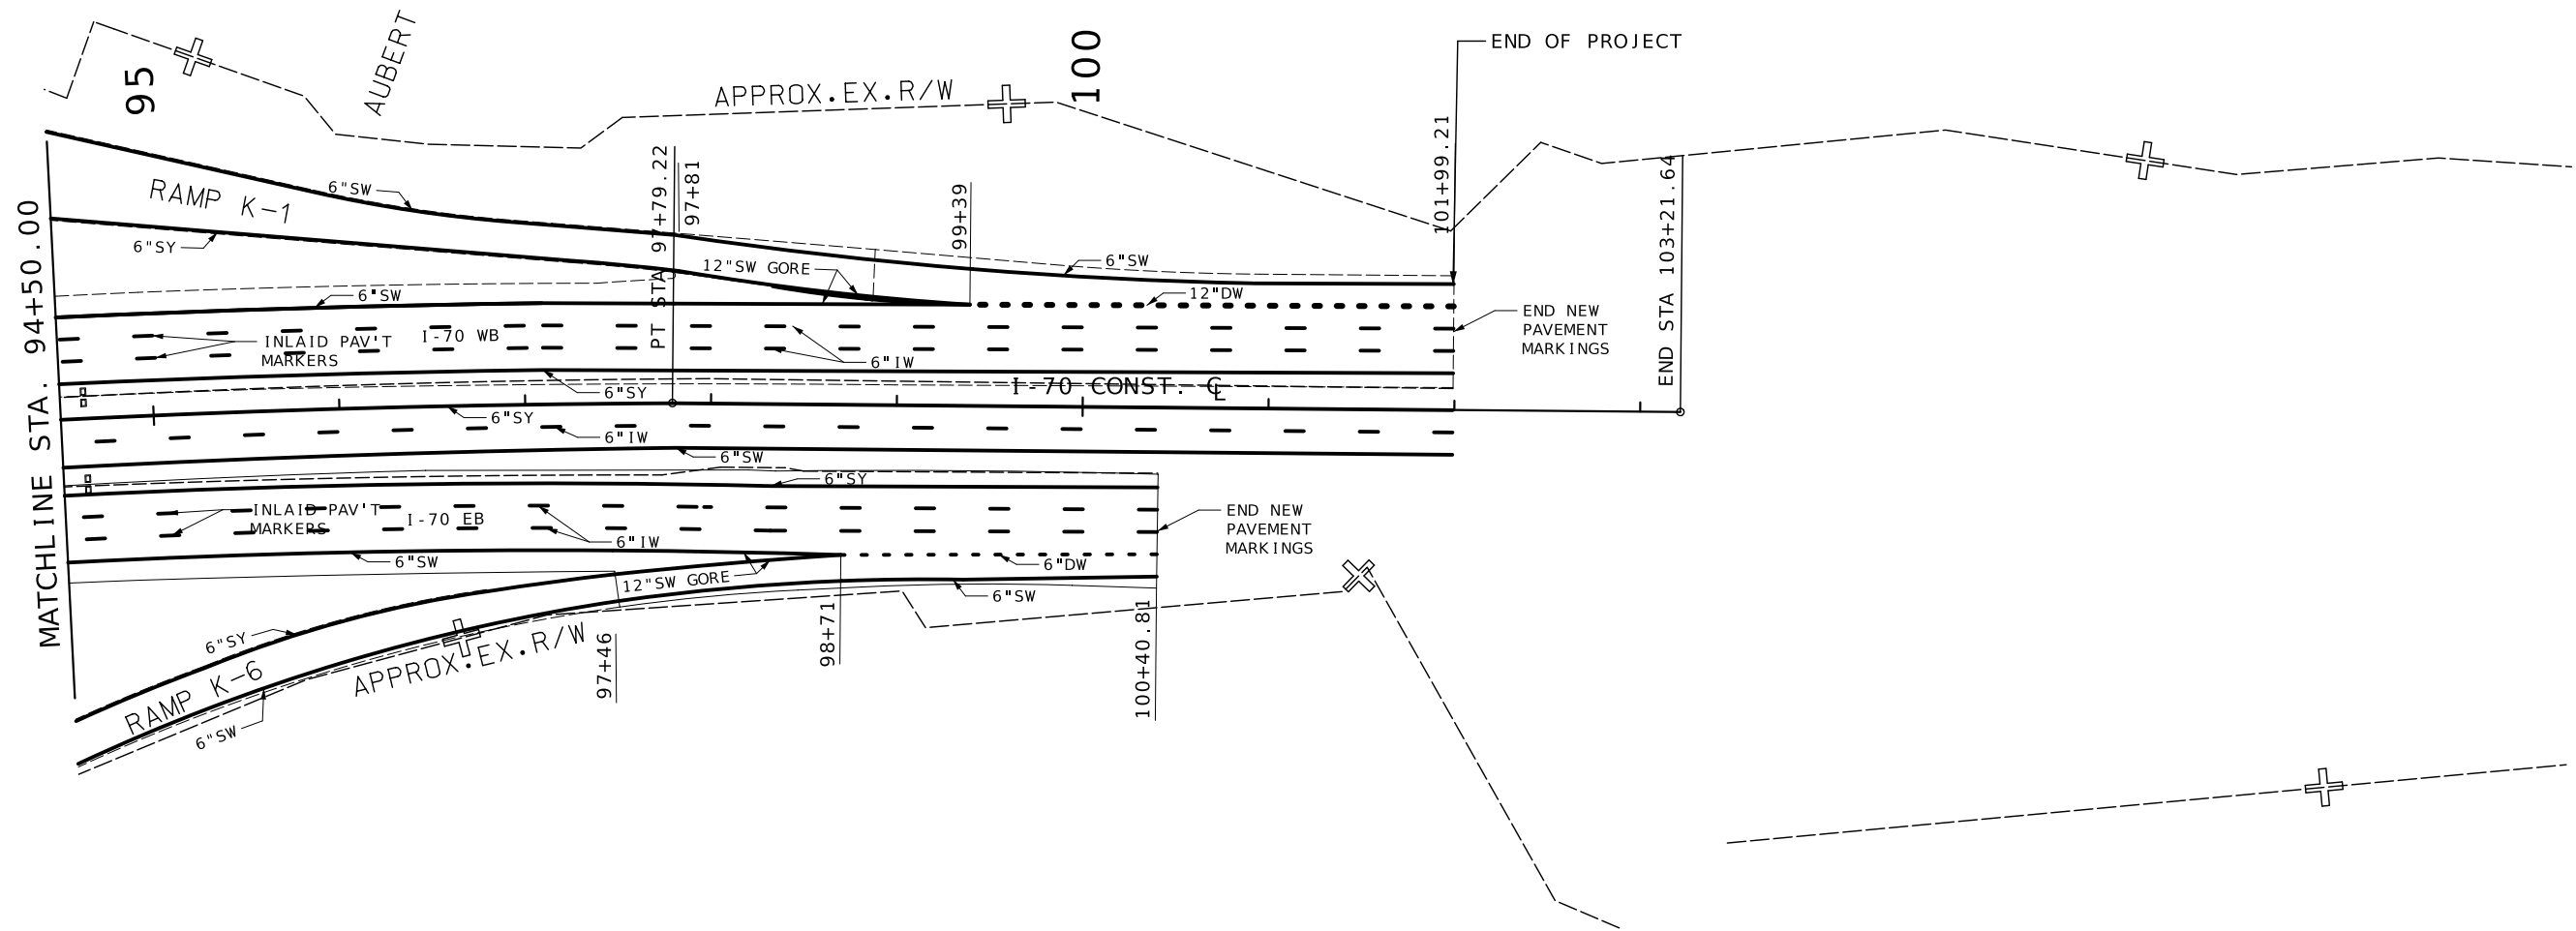 MATCHLINE STA. 94+50.00
95
AUBERT
APPROX.EX.R/W
100
END OF PROJECT
101+99.21
END STA 103+21.64
RAMP K-1
6"SW
6"SY
PT STA 97+79.22
97+81
99+39
12"SW GORE
6"SW
6"SW
12"DW
INLAID PAV'T
MARKERS
I-70 WB
6"IW
END NEW
PAVEMENT
MARKINGS
6"SY
I-70 CONST. ℄
6"SY
6"IW
6"SW
6"SY
INLAID PAV'T
MARKERS
I-70 EB
6"IW
END NEW
PAVEMENT
MARKINGS
6"SW
12"SW GORE
6"DW
6"SW
6"SY
RAMP K-6
6"SW
APPROX.EX.R/W
97+46
98+71
100+40.81